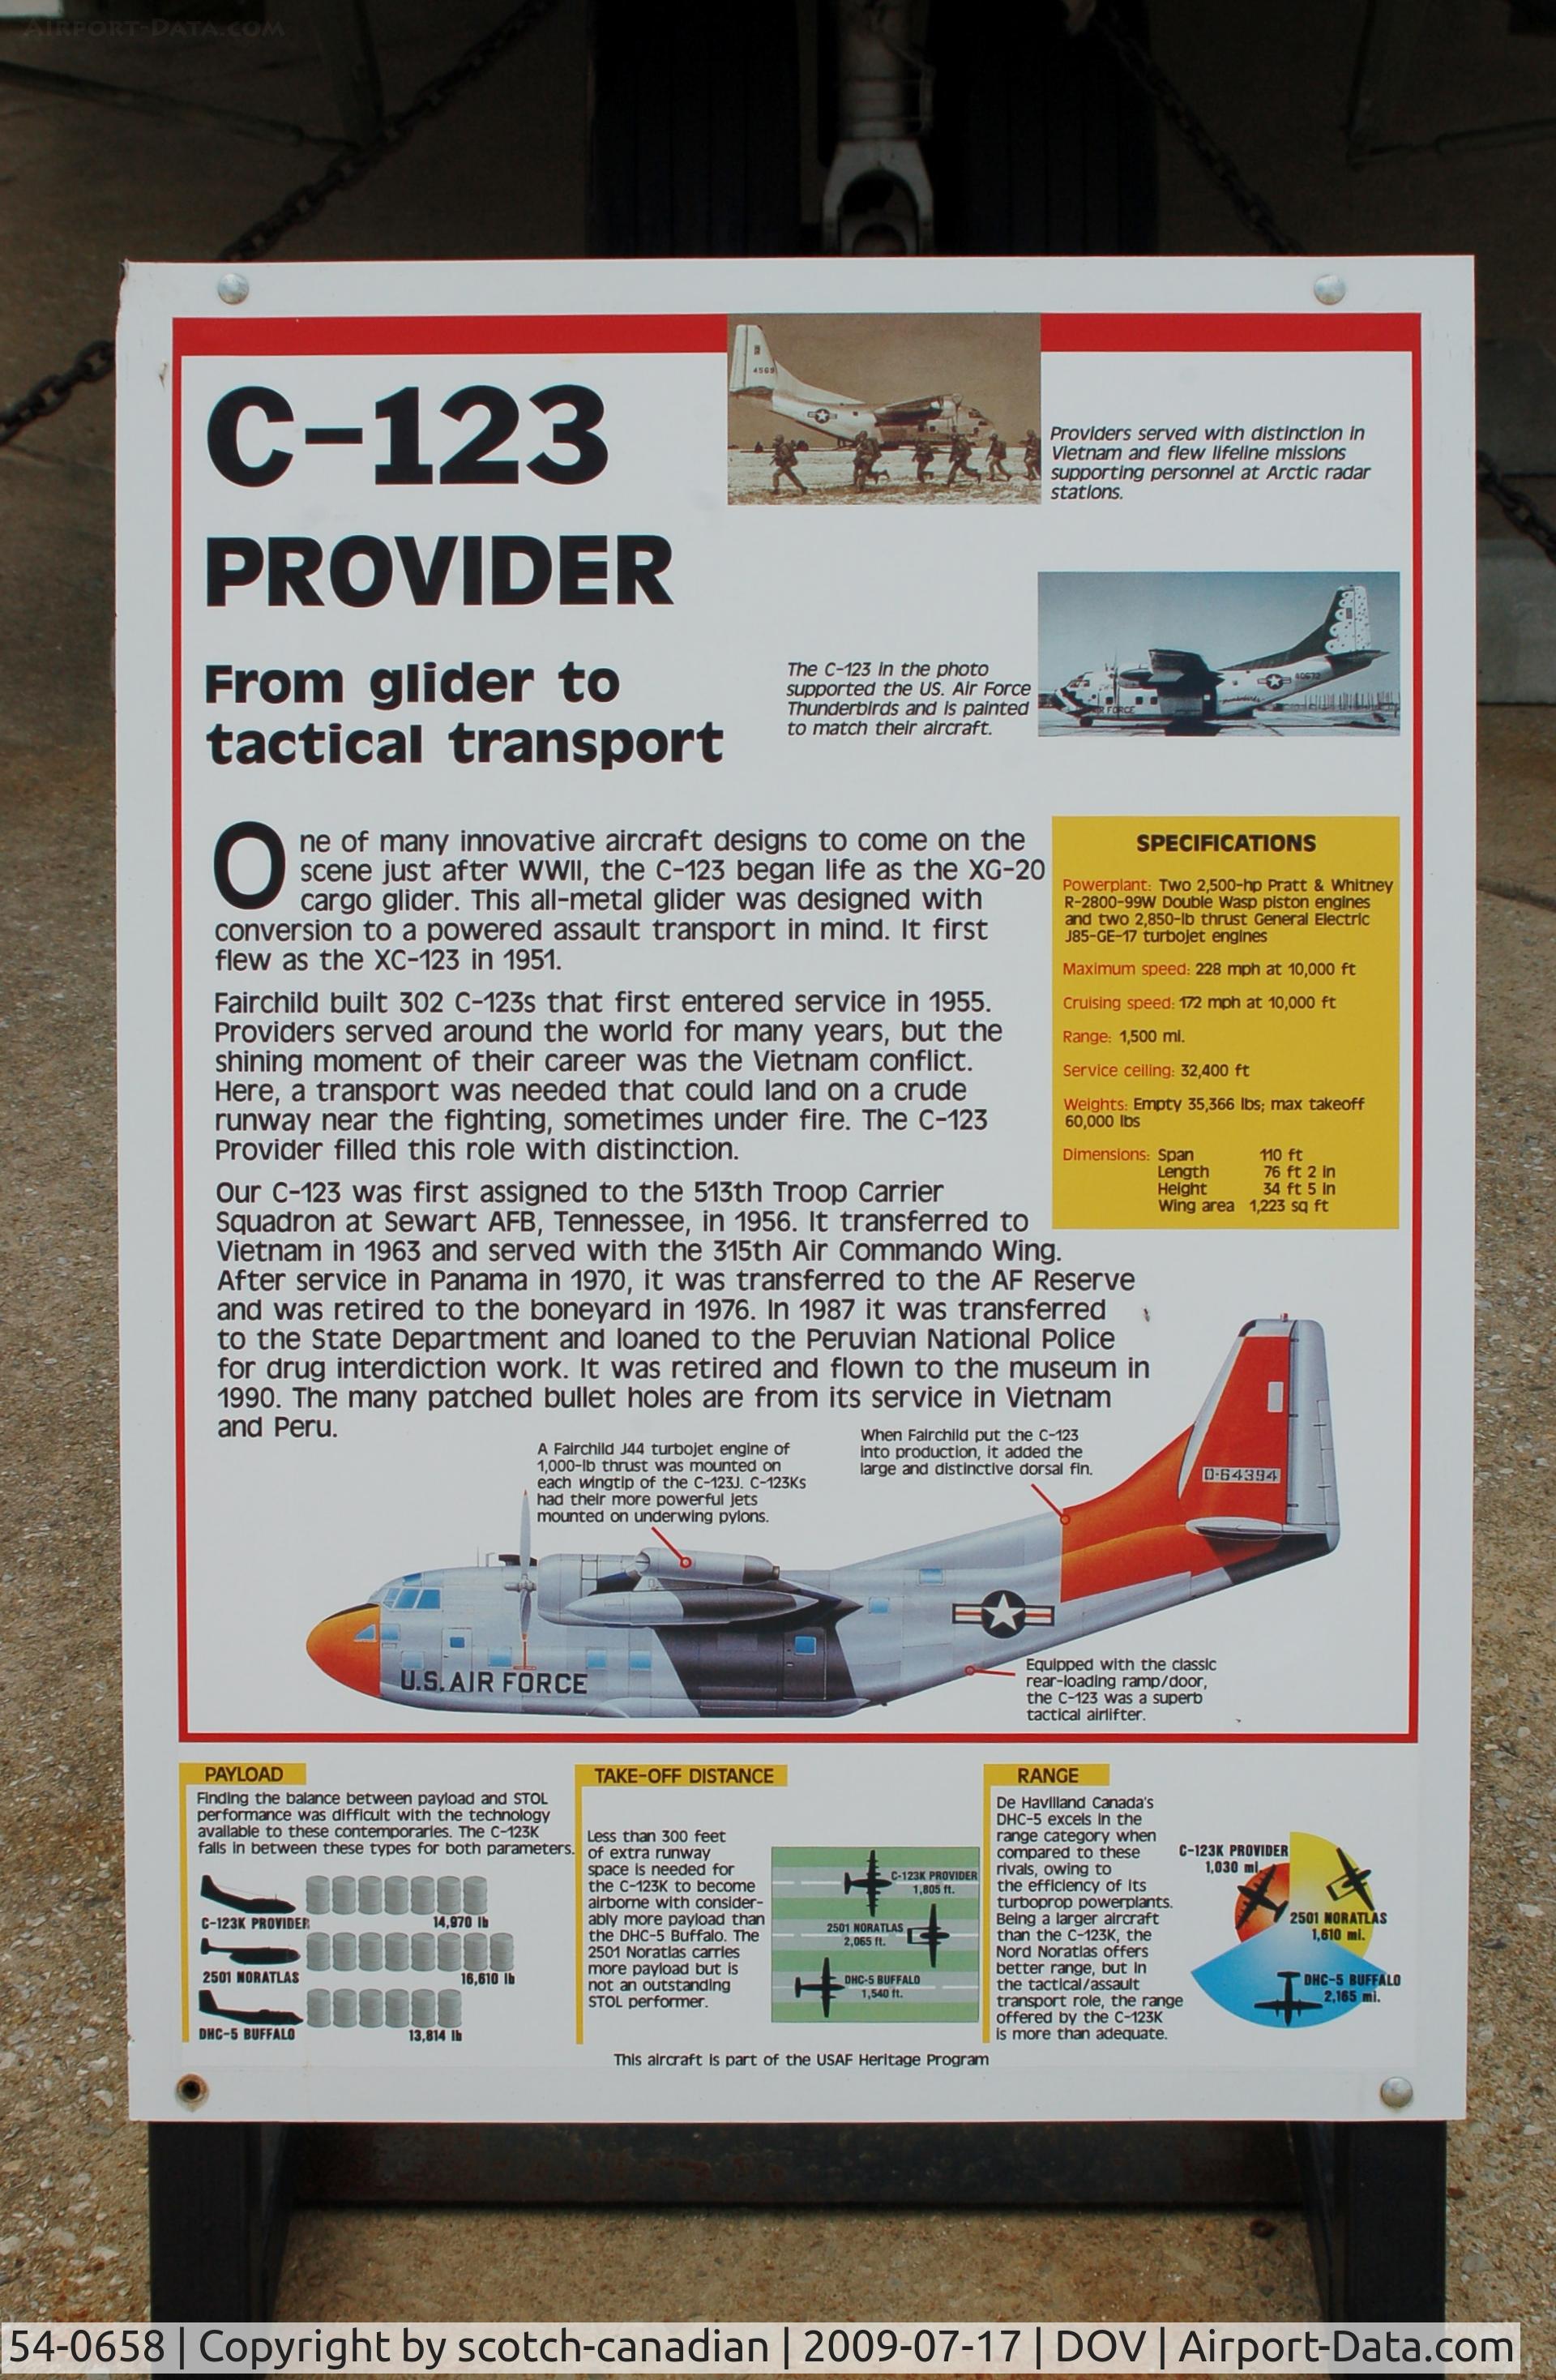 AIRPORT-DATA.COM
C-123
PROVIDER
From glider to
tactical transport
4569
Providers served with distinction in
Vietnam and flew lifeline missions
supporting personnel at Arctic radar
stations.
The C-123 in the photo
supported the US. Air Force
Thunderbirds and is painted
to match their aircraft.
One of many innovative aircraft designs to come on the
scene just after WWII, the C-123 began life as the XG-20
cargo glider. This all-metal glider was designed with
conversion to a powered assault transport in mind. It first
flew as the XC-123 in 1951.
Fairchild built 302 C-123s that first entered service in 1955.
Providers served around the world for many years, but the
shining moment of their career was the Vietnam conflict.
Here, a transport was needed that could land on a crude
runway near the fighting, sometimes under fire. The C-123
Provider filled this role with distinction.
Our C-123 was first assigned to the 513th Troop Carrier
Squadron at Sewart AFB, Tennessee, in 1956. It transferred to
Vietnam in 1963 and served with the 315th Air Commando Wing.
After service in Panama in 1970, it was transferred to the AF Reserve
and was retired to the boneyard in 1976. In 1987 it was transferred
to the State Department and loaned to the Peruvian National Police
for drug interdiction work. It was retired and flown to the museum in
1990. The many patched bullet holes are from its service in Vietnam
and Peru.
SPECIFICATIONS
Powerplant: Two 2,500-hp Pratt & Whitney
R-2800-99W Double Wasp piston engines
and two 2,850-lb thrust General Electric
J85-GE-17 turbojet engines
Maximum speed: 228 mph at 10,000 ft
Cruising speed: 172 mph at 10,000 ft
Range: 1,500 mi.
Service ceiling: 32,400 ft
Weights: Empty 35,366 lbs; max takeoff
60,000 lbs
Dimensions: Span 110 ft
Length 76 ft 2 in
Height 34 ft 5 in
Wing area 1,223 sq ft
A Fairchild J44 turbojet engine of
1,000-lb thrust was mounted on
each wingtip of the C-123J. C-123Ks
had their more powerful jets
mounted on underwing pylons.
When Fairchild put the C-123
into production, it added the
large and distinctive dorsal fin.
0-64394
U.S. AIR FORCE
Equipped with the classic
rear-loading ramp/door,
the C-123 was a superb
tactical airlifter.
PAYLOAD
Finding the balance between payload and STOL
performance was difficult with the technology
available to these contemporaries. The C-123K
falls in between these types for both parameters.
C-123K PROVIDER 14,970 lb
2501 NORATLAS 16,610 lb
DHC-5 BUFFALO 13,814 lb
TAKE-OFF DISTANCE
Less than 300 feet
of extra runway
space is needed for
the C-123K to become
airborne with consider-
ably more payload than
the DHC-5 Buffalo. The
2501 Noratlas carries
more payload but is
not an outstanding
STOL performer.
C-123K PROVIDER
1,805 ft.
2501 NORATLAS
2,065 ft.
DHC-5 BUFFALO
1,540 ft.
RANGE
De Havilland Canada's
DHC-5 excels in the
range category when
compared to these
rivals, owing to
the efficiency of its
turboprop powerplants.
Being a larger aircraft
than the C-123K, the
Nord Noratlas offers
better range, but in
the tactical/assault
transport role, the range
offered by the C-123K
is more than adequate.
C-123K PROVIDER
1,030 mi.
2501 NORATLAS
1,610 mi.
DHC-5 BUFFALO
2,165 mi.
This aircraft is part of the USAF Heritage Program
54-0658 | Copyright by scotch-canadian | 2009-07-17 | DOV | Airport-Data.com